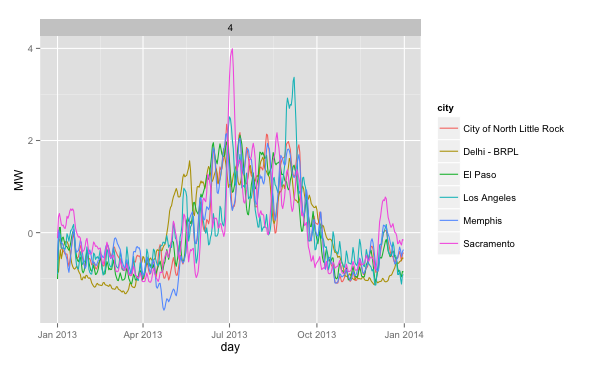 4
4
2
0
MW
Jan 2013
Apr 2013
Jul 2013
Oct 2013
Jan 2014
day
city
City of North Little Rock
Delhi - BRPL
El Paso
Los Angeles
Memphis
Sacramento